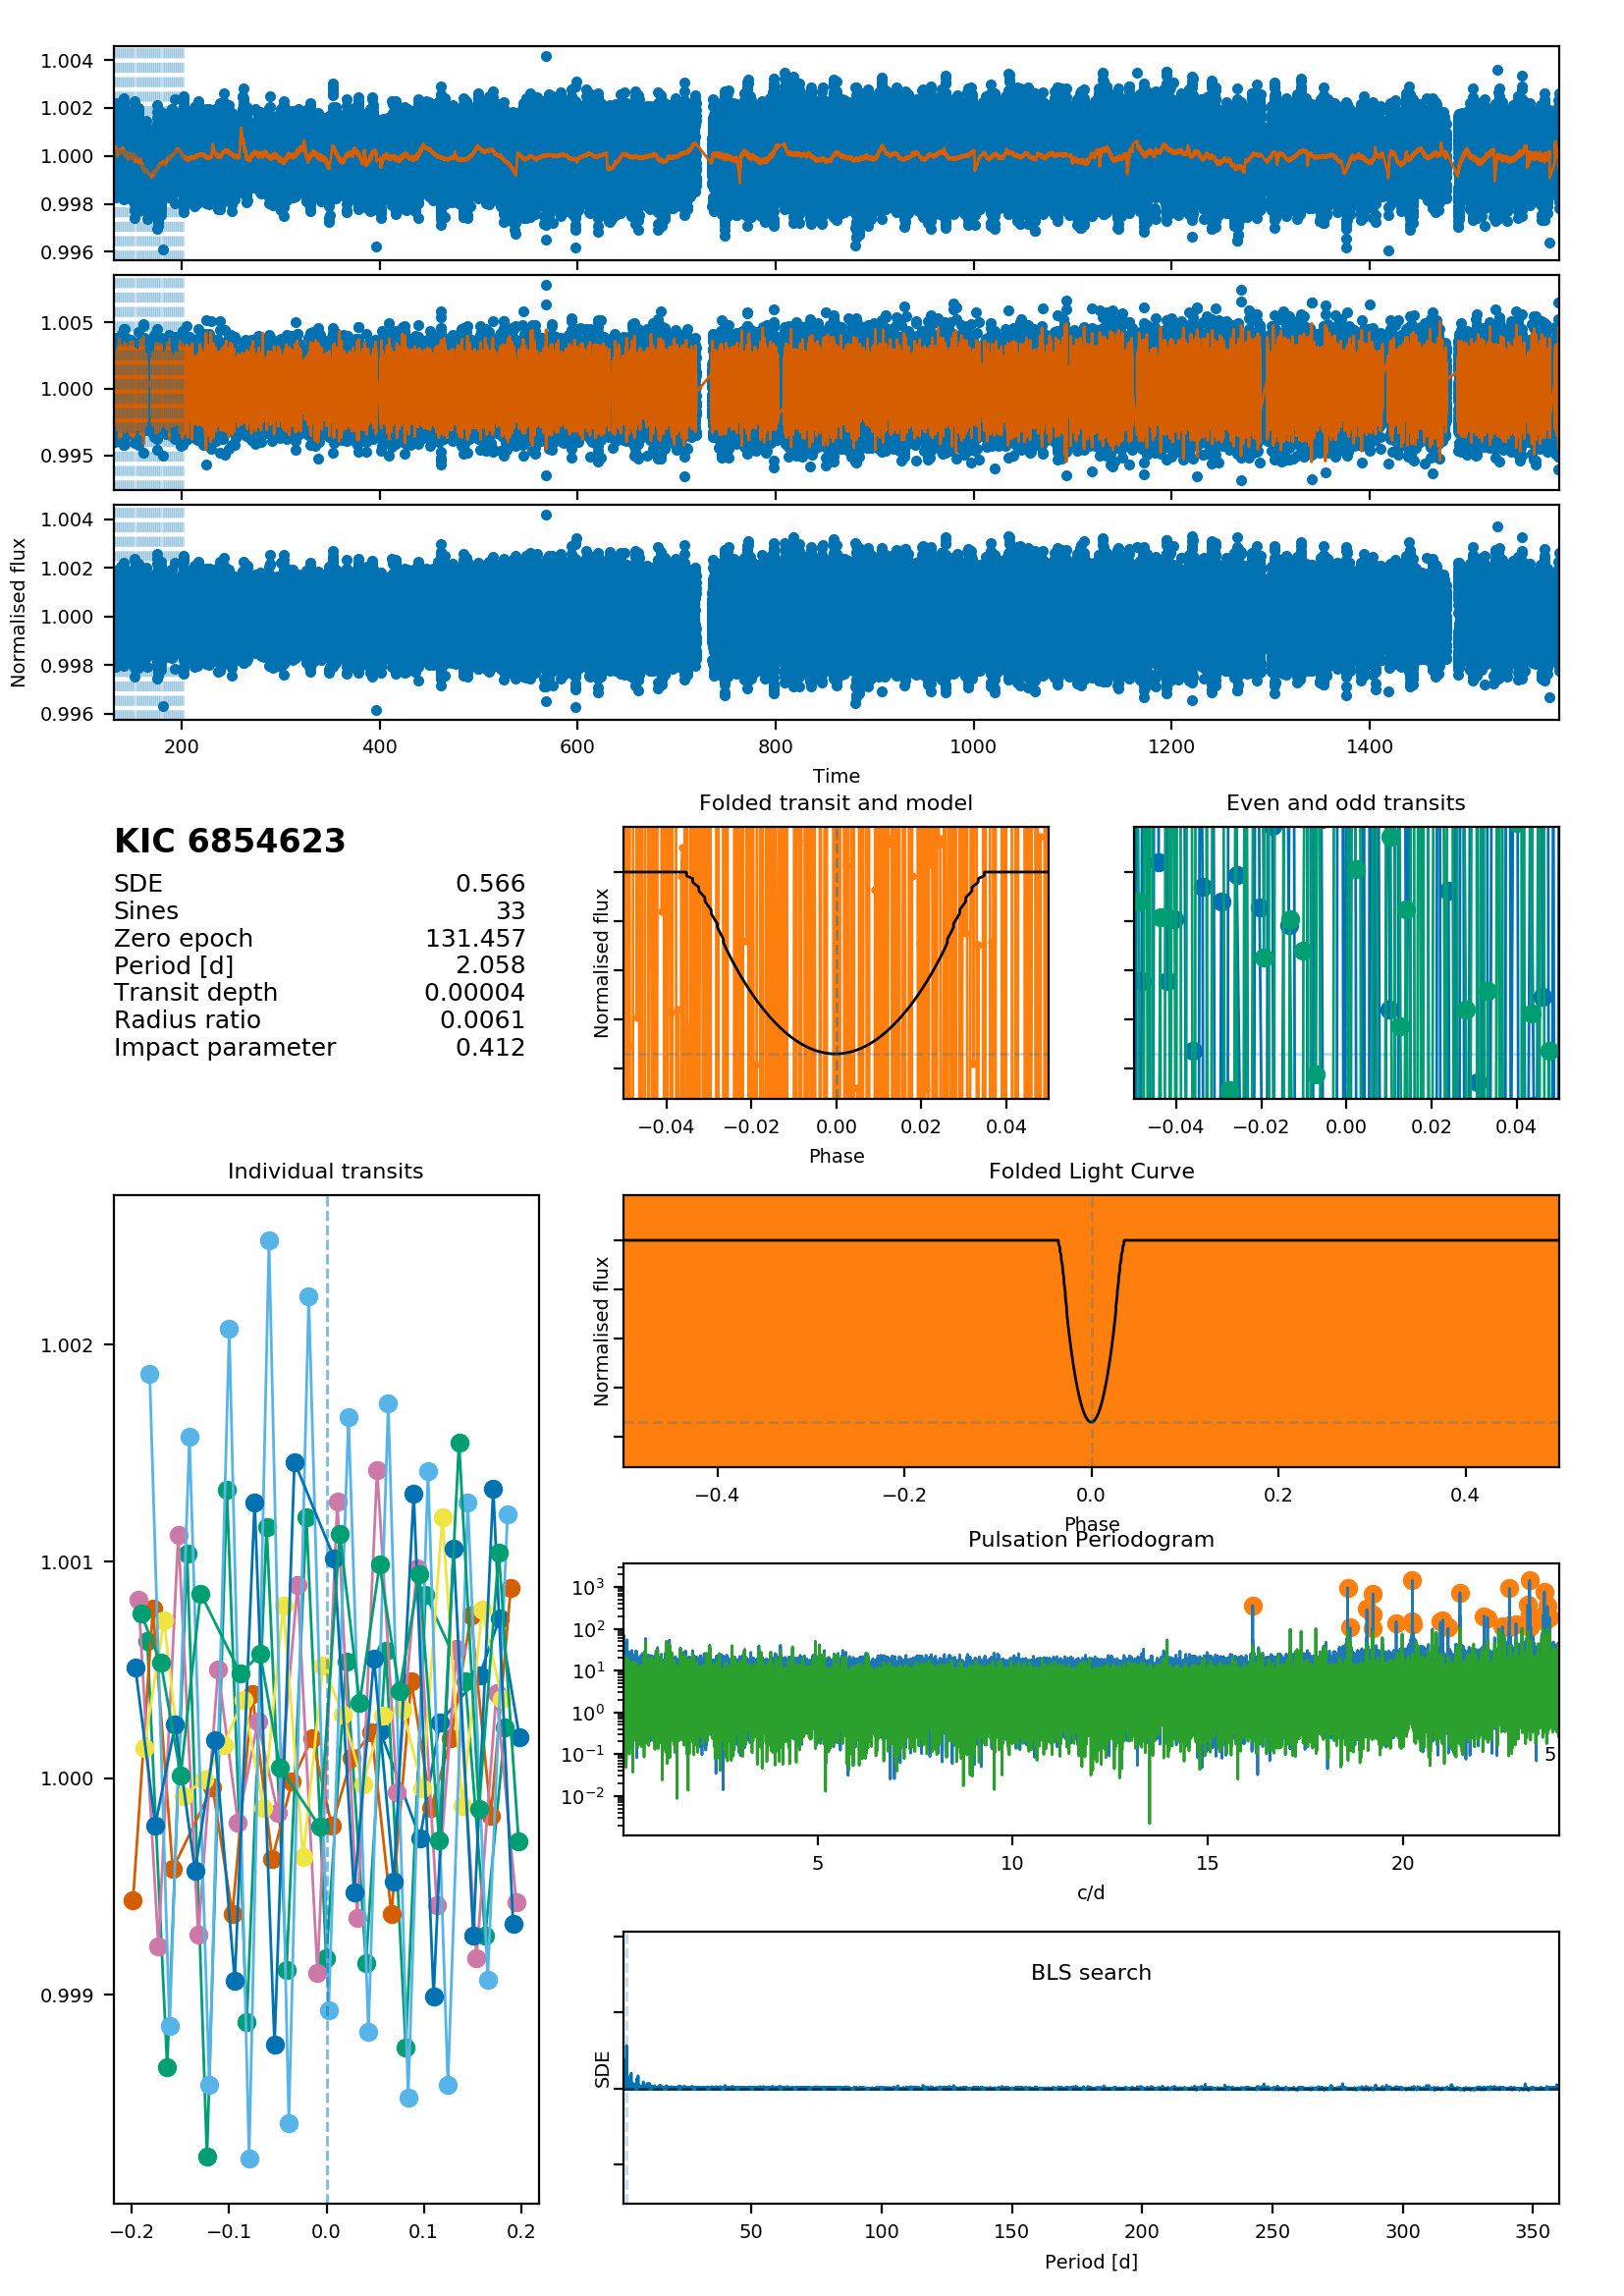 1.004
1.002
1.000
0.998
0.996
1.005
1.000
0.995
1.004
1.002
1.000
0.998
0.996
Normalised flux
200 400 600 800 1000 1200 1400
Time
KIC 6854623
SDE 0.566
Sines 33
Zero epoch 131.457
Period [d] 2.058
Transit depth 0.00004
Radius ratio 0.0061
Impact parameter 0.412
Folded transit and model
Normalised flux
−0.04 −0.02 0.00 0.02 0.04
Phase
Even and odd transits
−0.04 −0.02 0.00 0.02 0.04
Individual transits
1.002
1.001
1.000
0.999
−0.2 −0.1 0.0 0.1 0.2
Folded Light Curve
Normalised flux
−0.4 −0.2 0.0 0.2 0.4
Phase
Pulsation Periodogram
10³
10²
10¹
10⁰
10⁻¹
10⁻²
5
5 10 15 20
c/d
BLS search
SDE
50 100 150 200 250 300 350
Period [d]